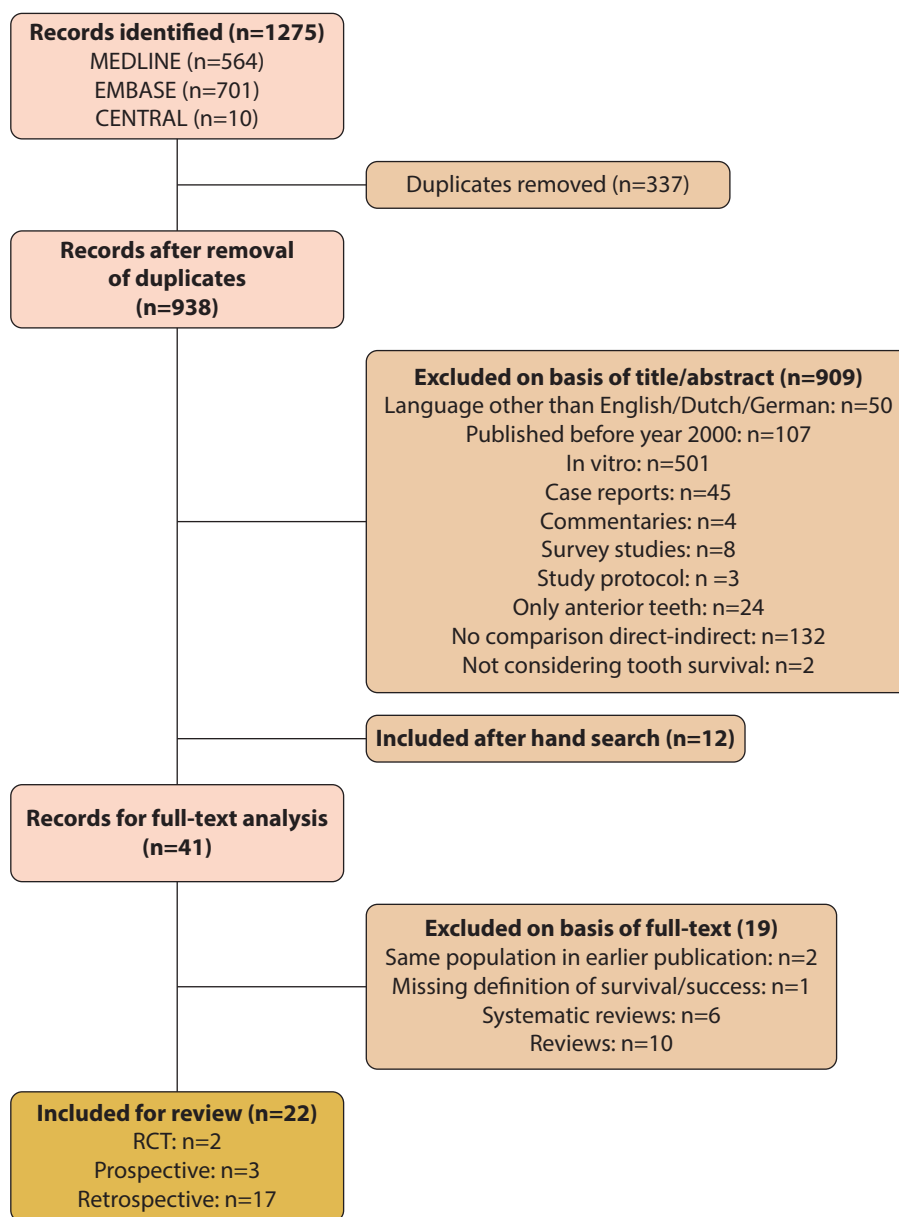 Records identified (n=1275)
MEDLINE (n=564)
EMBASE (n=701)
CENTRAL (n=10)
Duplicates removed (n=337)
Records after removal
of duplicates
(n=938)
Excluded on basis of title/abstract (n=909)
Language other than English/Dutch/German: n=50
Published before year 2000: n=107
In vitro: n=501
Case reports: n=45
Commentaries: n=4
Survey studies: n=8
Study protocol: n =3
Only anterior teeth: n=24
No comparison direct-indirect: n=132
Not considering tooth survival: n=2
Included after hand search (n=12)
Records for full-text analysis
(n=41)
Excluded on basis of full-text (19)
Same population in earlier publication: n=2
Missing definition of survival/success: n=1
Systematic reviews: n=6
Reviews: n=10
Included for review (n=22)
RCT: n=2
Prospective: n=3
Retrospective: n=17